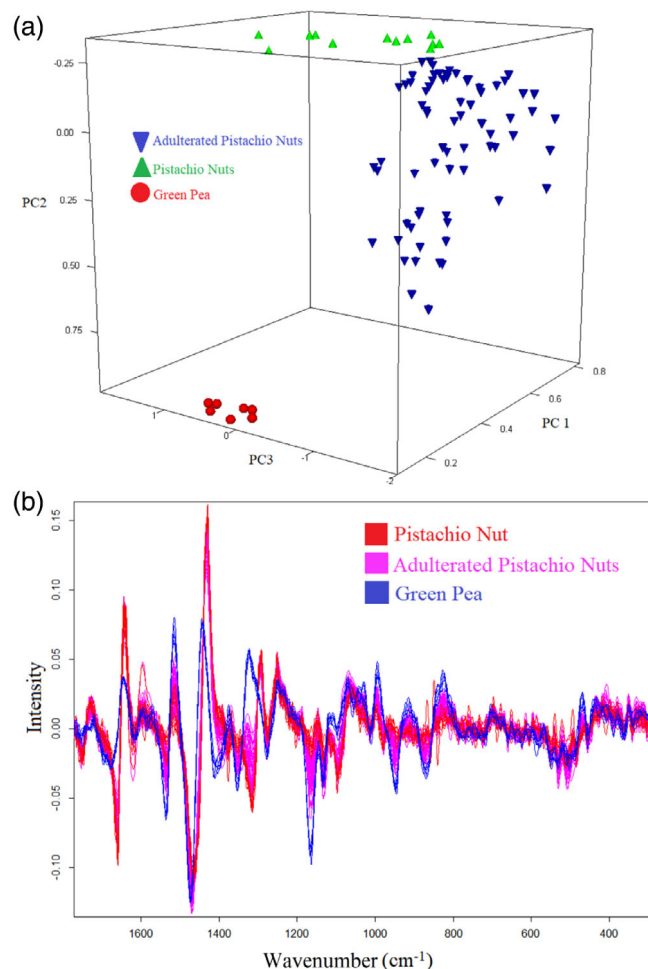 (a)
-0.25
0.00
0.25
0.50
0.75
PC2
Adulterated Pistachio Nuts
Pistachio Nuts
Green Pea
1
0
-1
-2
PC3
0.2
0.4
0.6
0.8
PC 1
(b)
Pistachio Nut
Adulterated Pistachio Nuts
Green Pea
0.15
0.10
0.05
0.00
-0.05
-0.10
Intensity
1600 1400 1200 1000 800 600 400
Wavenumber (cm⁻¹)